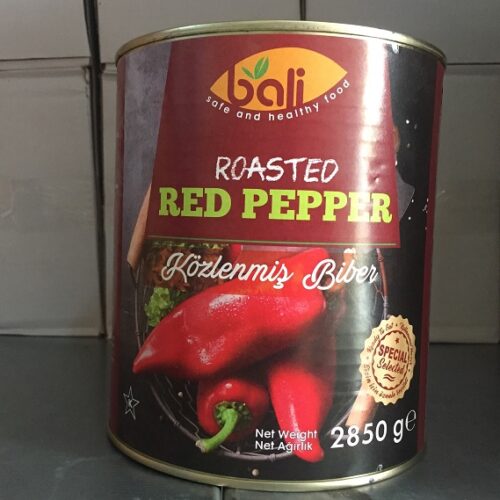 bali
safe and healthy food
ROASTED
RED PEPPER
Közlenmiş Biber
SPECIAL
Selected
Net Weight
Net Ağırlık
2850 g e